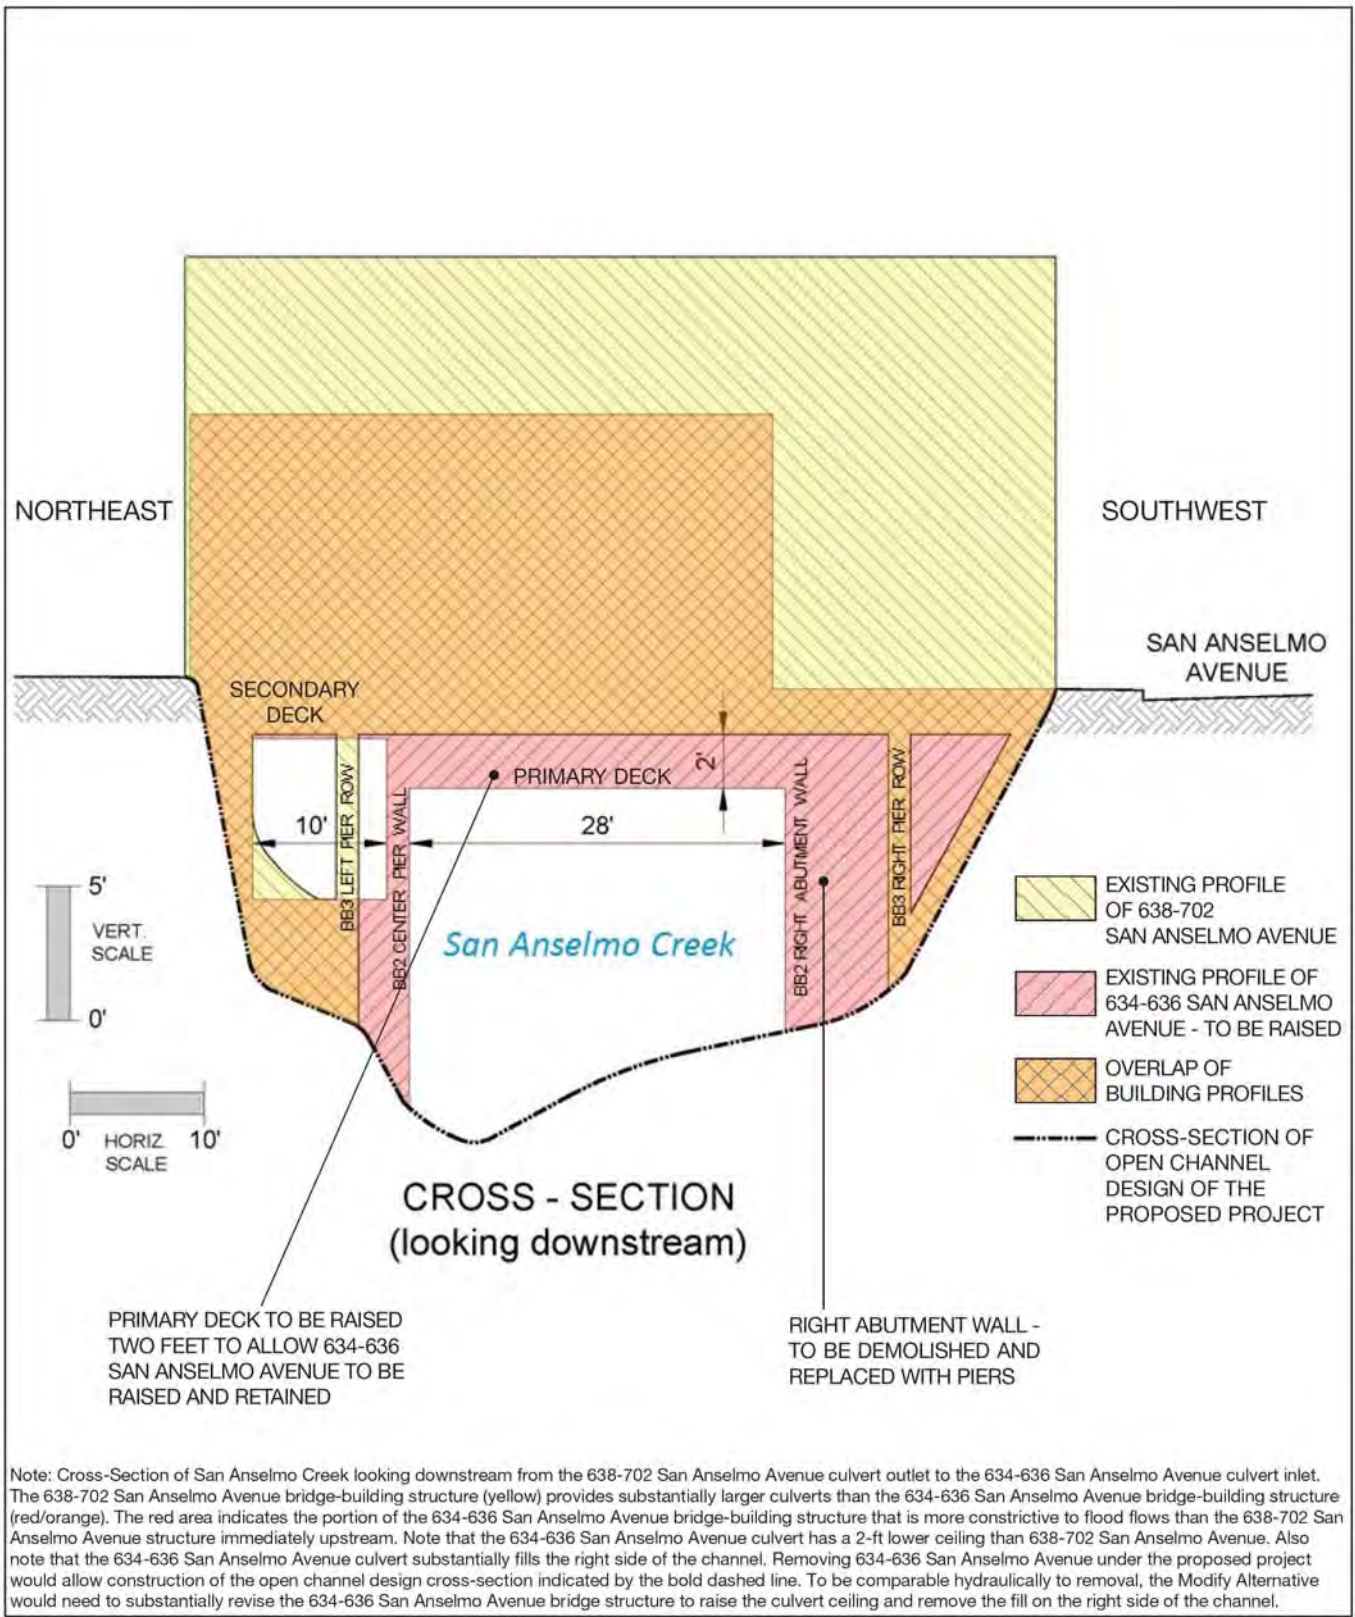 NORTHEAST
SOUTHWEST
SAN ANSELMO
AVENUE
SECONDARY
DECK
PRIMARY DECK
2'
10'
28'
BB3 LEFT PIER ROW
BB2 CENTER PIER WALL
BB2 RIGHT ABUTMENT WALL
BB3 RIGHT PIER ROW
San Anselmo Creek
5'
VERT.
SCALE
0'
0' HORIZ. 10'
SCALE
EXISTING PROFILE
OF 638-702
SAN ANSELMO AVENUE
EXISTING PROFILE OF
634-636 SAN ANSELMO
AVENUE - TO BE RAISED
OVERLAP OF
BUILDING PROFILES
CROSS-SECTION OF
OPEN CHANNEL
DESIGN OF THE
PROPOSED PROJECT
CROSS - SECTION
(looking downstream)
PRIMARY DECK TO BE RAISED
TWO FEET TO ALLOW 634-636
SAN ANSELMO AVENUE TO BE
RAISED AND RETAINED
RIGHT ABUTMENT WALL -
TO BE DEMOLISHED AND
REPLACED WITH PIERS
Note: Cross-Section of San Anselmo Creek looking downstream from the 638-702 San Anselmo Avenue culvert outlet to the 634-636 San Anselmo Avenue culvert inlet.
The 638-702 San Anselmo Avenue bridge-building structure (yellow) provides substantially larger culverts than the 634-636 San Anselmo Avenue bridge-building structure
(red/orange). The red area indicates the portion of the 634-636 San Anselmo Avenue bridge-building structure that is more constrictive to flood flows than the 638-702 San
Anselmo Avenue structure immediately upstream. Note that the 634-636 San Anselmo Avenue culvert has a 2-ft lower ceiling than 638-702 San Anselmo Avenue. Also
note that the 634-636 San Anselmo Avenue culvert substantially fills the right side of the channel. Removing 634-636 San Anselmo Avenue under the proposed project
would allow construction of the open channel design cross-section indicated by the bold dashed line. To be comparable hydraulically to removal, the Modify Alternative
would need to substantially revise the 634-636 San Anselmo Avenue bridge structure to raise the culvert ceiling and remove the fill on the right side of the channel.